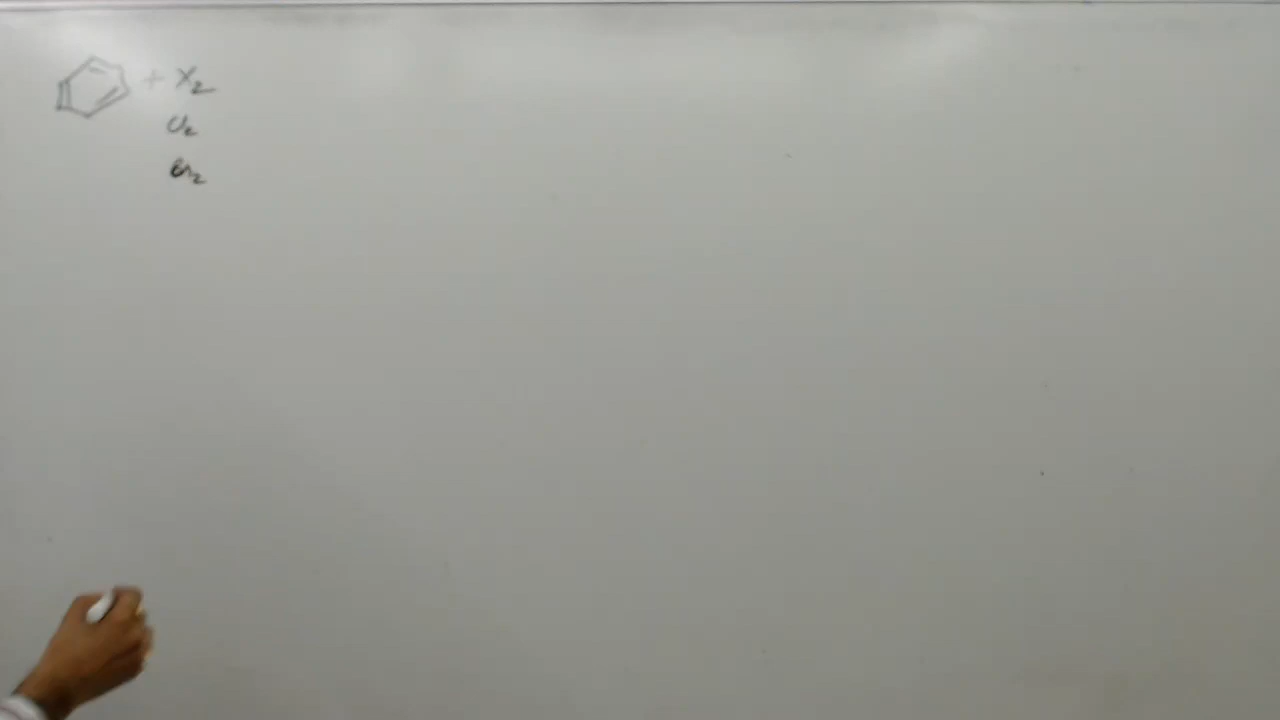 + X₂
Cl₂
Br₂